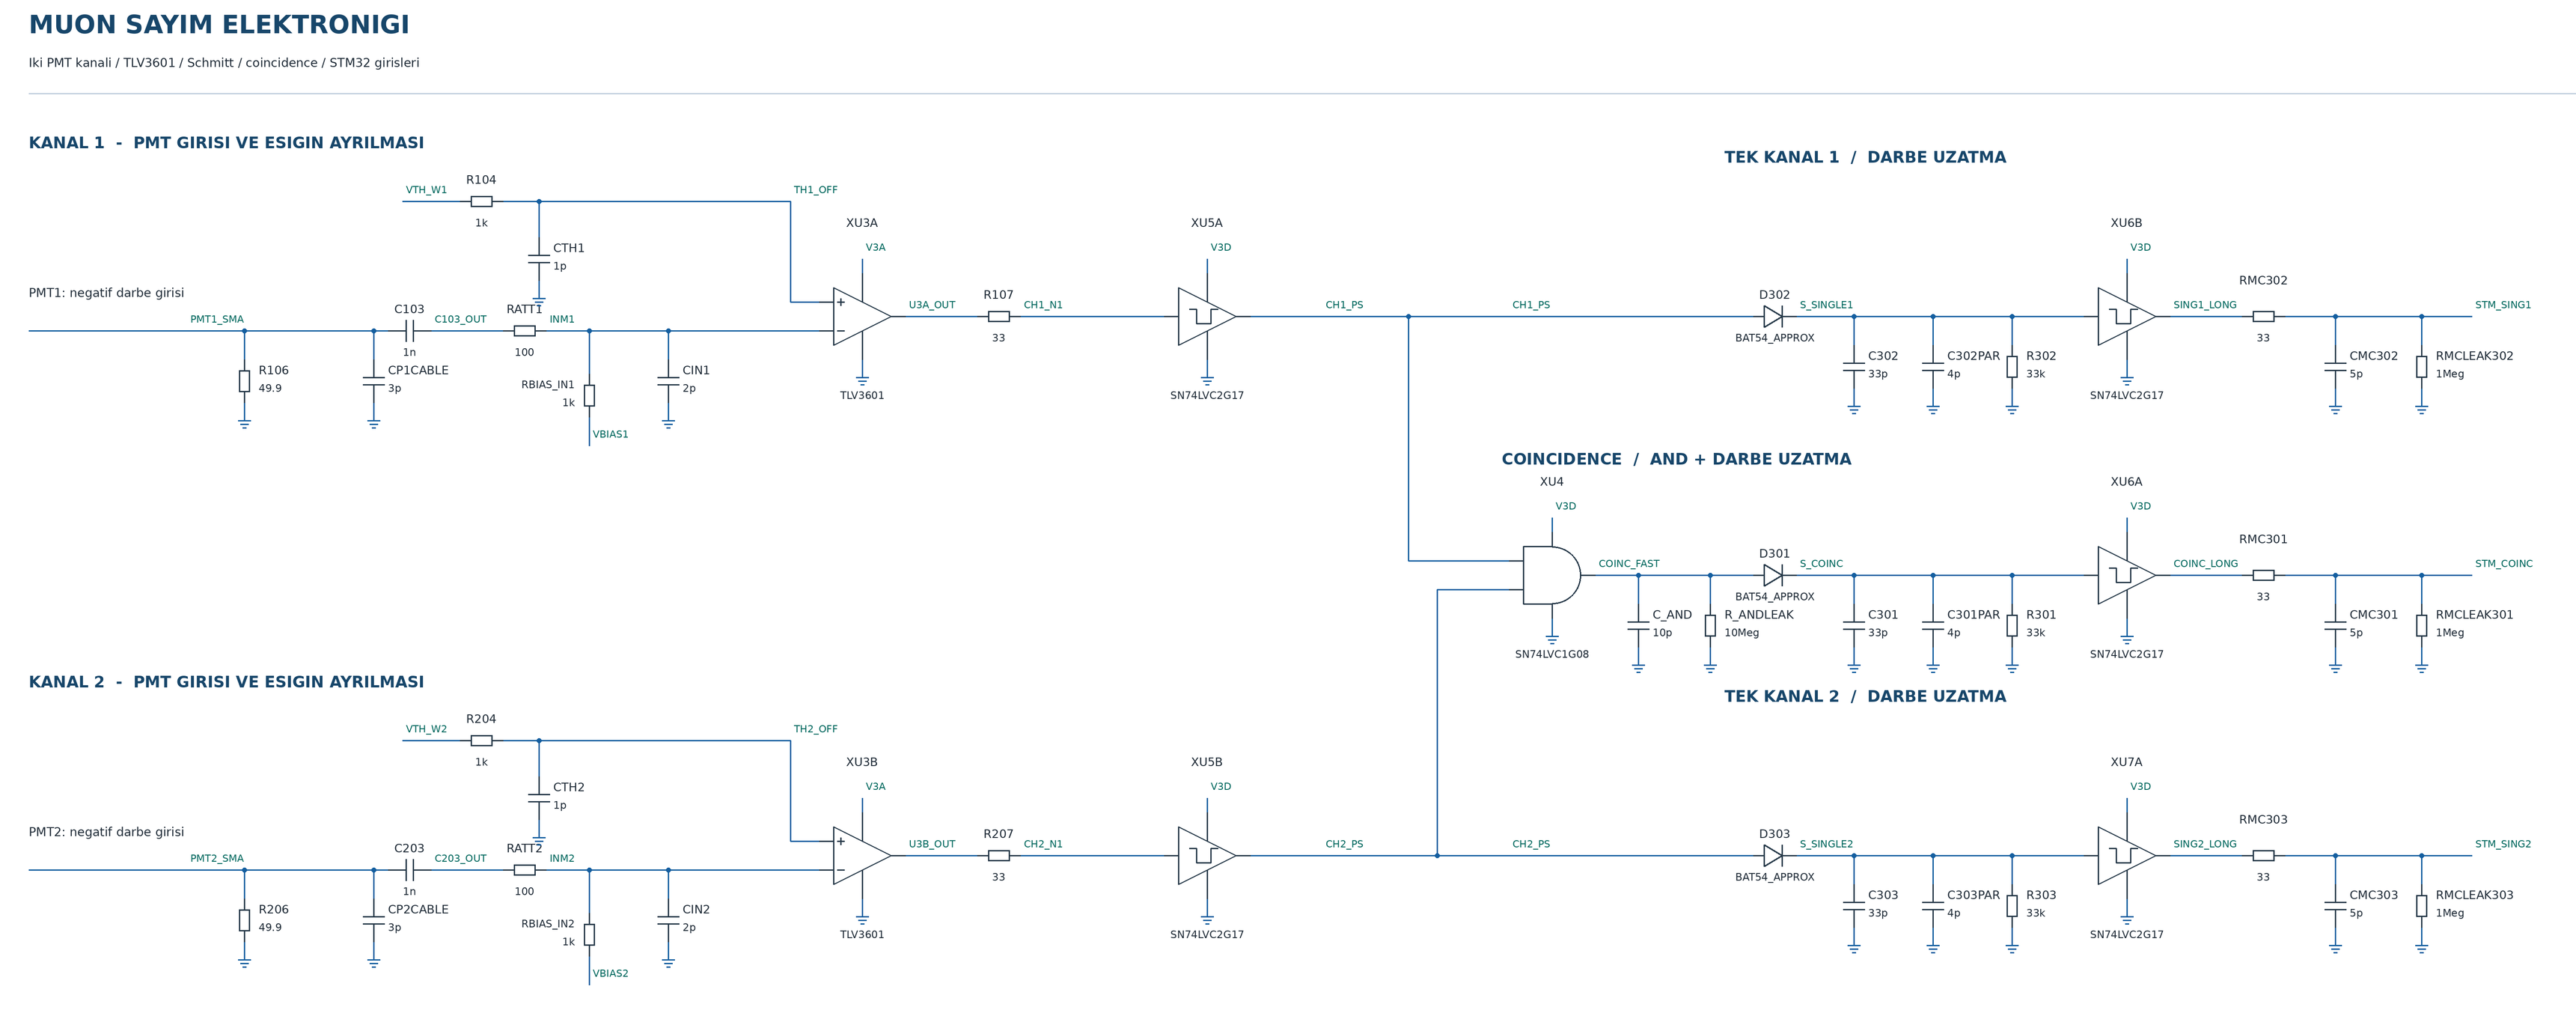 MUON SAYIM ELEKTRONIGI
Iki PMT kanali / TLV3601 / Schmitt / coincidence / STM32 girisleri
KANAL 1 - PMT GIRISI VE ESIGIN AYRILMASI
TEK KANAL 1 / DARBE UZATMA
VTH_W1
R104
1k
TH1_OFF
CTH1
1p
PMT1: negatif darbe girisi
PMT1_SMA
R106
49.9
CP1CABLE
3p
C103
1n
C103_OUT
RATT1
100
INM1
RBIAS_IN1
1k
VBIAS1
CIN1
2p
XU3A
V3A
TLV3601
U3A_OUT
R107
33
CH1_N1
XU5A
V3D
SN74LVC2G17
CH1_PS
CH1_PS
D302
BAT54_APPROX
S_SINGLE1
C302
33p
C302PAR
4p
R302
33k
XU6B
V3D
SN74LVC2G17
SING1_LONG
RMC302
33
CMC302
5p
RMCLEAK302
1Meg
STM_SING1
COINCIDENCE / AND + DARBE UZATMA
XU4
V3D
SN74LVC1G08
COINC_FAST
C_AND
10p
R_ANDLEAK
10Meg
D301
BAT54_APPROX
S_COINC
C301
33p
C301PAR
4p
R301
33k
XU6A
V3D
SN74LVC2G17
COINC_LONG
RMC301
33
CMC301
5p
RMCLEAK301
1Meg
STM_COINC
KANAL 2 - PMT GIRISI VE ESIGIN AYRILMASI
TEK KANAL 2 / DARBE UZATMA
VTH_W2
R204
1k
TH2_OFF
CTH2
1p
PMT2: negatif darbe girisi
PMT2_SMA
R206
49.9
CP2CABLE
3p
C203
1n
C203_OUT
RATT2
100
INM2
RBIAS_IN2
1k
VBIAS2
CIN2
2p
XU3B
V3A
TLV3601
U3B_OUT
R207
33
CH2_N1
XU5B
V3D
SN74LVC2G17
CH2_PS
CH2_PS
D303
BAT54_APPROX
S_SINGLE2
C303
33p
C303PAR
4p
R303
33k
XU7A
V3D
SN74LVC2G17
SING2_LONG
RMC303
33
CMC303
5p
RMCLEAK303
1Meg
STM_SING2